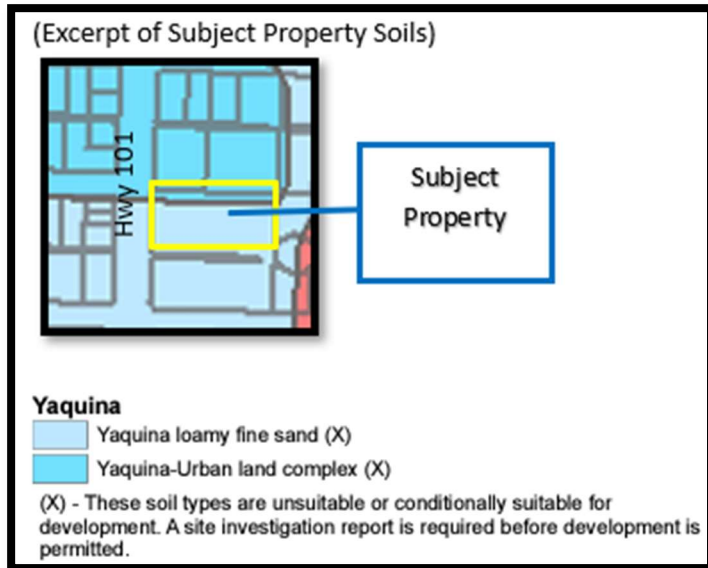 (Excerpt of Subject Property Soils)
Hwy 101
Subject
Property
Yaquina
Yaquina loamy fine sand (X)
Yaquina-Urban land complex (X)
(X) - These soil types are unsuitable or conditionally suitable for
development. A site investigation report is required before development is
permitted.